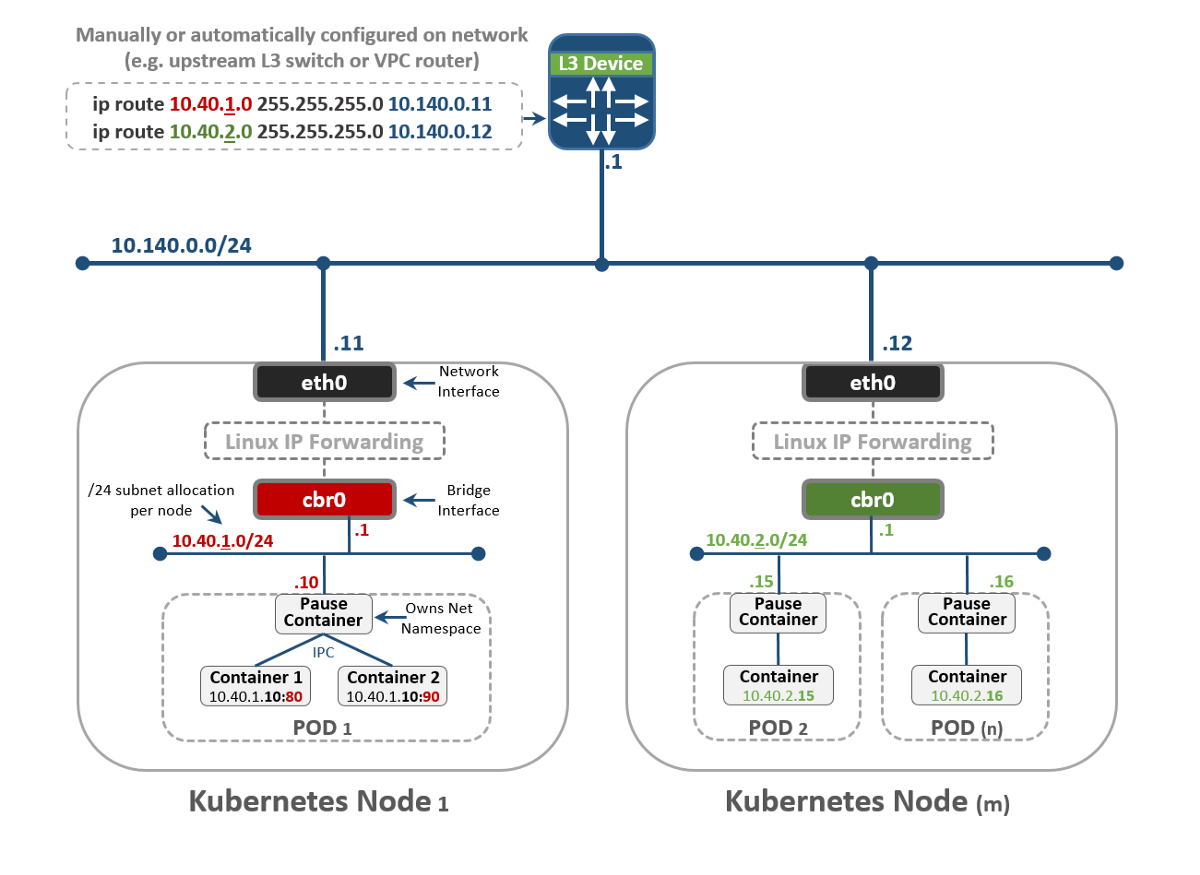 Manually or automatically configured on network
(e.g. upstream L3 switch or VPC router)
L3 Device
ip route 10.40.1.0 255.255.255.0 10.140.0.11
ip route 10.40.2.0 255.255.255.0 10.140.0.12
.1
10.140.0.0/24
.11
.12
eth0
Network
Interface
eth0
Linux IP Forwarding
Linux IP Forwarding
/24 subnet allocation
per node
cbr0
Bridge
Interface
cbr0
10.40.1.0/24
.1
10.40.2.0/24
.1
.10
.15
.16
Pause
Container
Owns Net
Namespace
Pause
Container
Pause
Container
IPC
Container 1
10.40.1.10:80
Container 2
10.40.1.10:90
Container
10.40.2.15
Container
10.40.2.16
POD 1
POD 2
POD (n)
Kubernetes Node 1
Kubernetes Node (m)